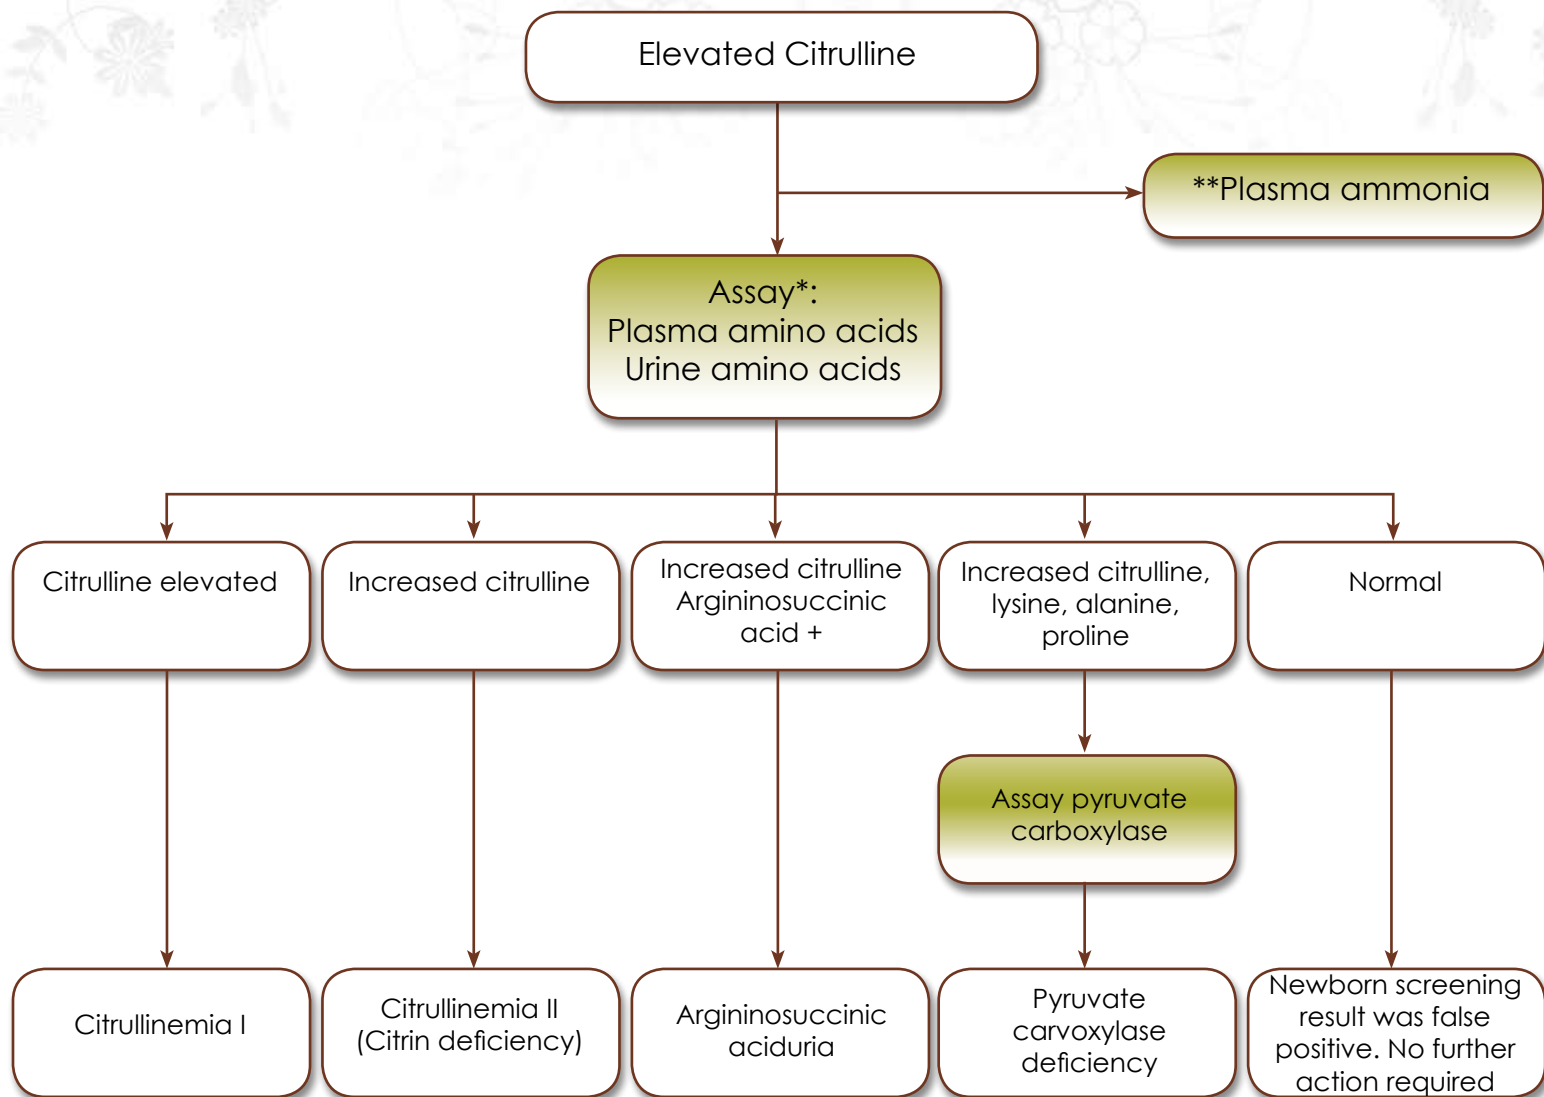 Elevated Citrulline
**Plasma ammonia
Assay*:
Plasma amino acids
Urine amino acids
Citrulline elevated
Increased citrulline
Increased citrulline
Argininosuccinic
acid +
Increased citrulline,
lysine, alanine,
proline
Normal
Assay pyruvate
carboxylase
Citrullinemia I
Citrullinemia II
(Citrin deficiency)
Argininosuccinic
aciduria
Pyruvate
carvoxylase
deficiency
Newborn screening
result was false
positive. No further
action required